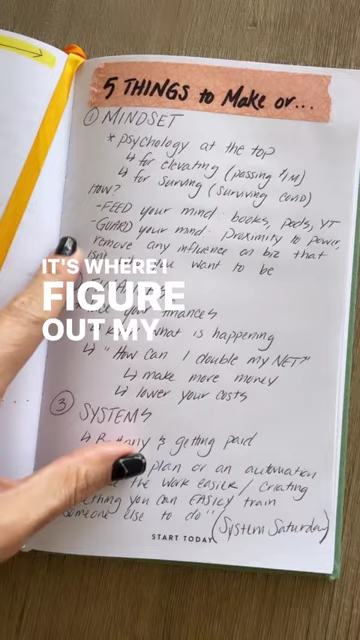 5 THINGS to Make or...
① MINDSET
* psychology at the top
↳ for elevating (passing 1M)
↳ for surviving (surviving covid)
How?
-FEED your mind. books, pods, YT
-GUARD your mind. Proximity to power,
remove any influence on biz that
isn't who you want to be
IT'S WHERE I
FIGURE
OUT MY
your finances
what is happening
↳ "How can I double my NET?"
↳ make more money
↳ lower your costs
③ SYSTEMS
is getting paid
plan or an automation
the work easier / creating
you can EASILY train
someone else to do"
(System Saturday)
START TODAY